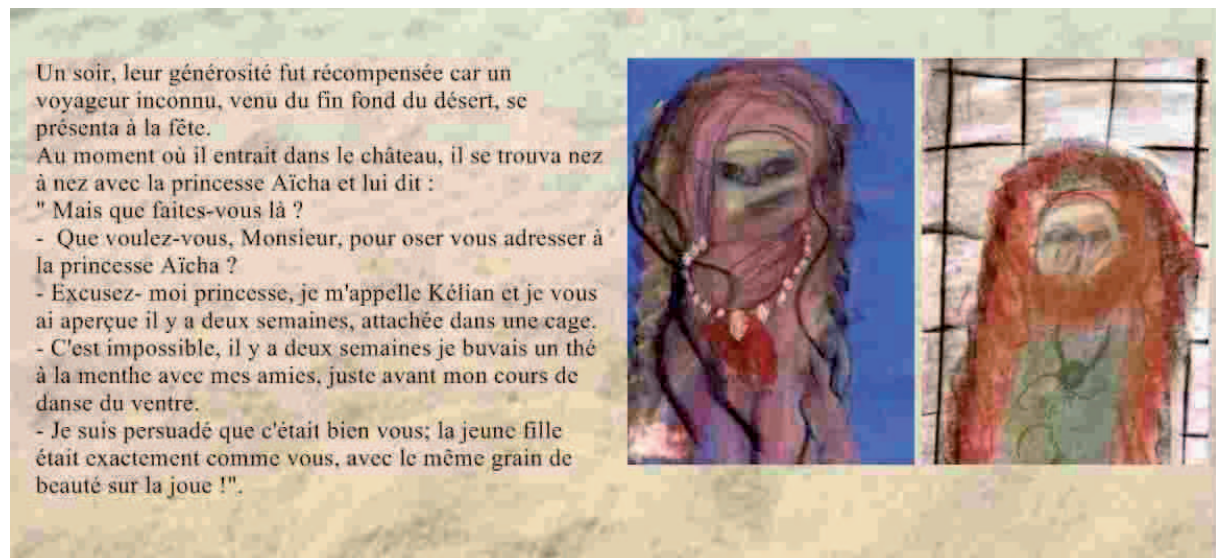 Un soir, leur générosité fut récompensée car un
voyageur inconnu, venu du fin fond du désert, se
présenta à la fête.
Au moment où il entrait dans le château, il se trouva nez
à nez avec la princesse Aïcha et lui dit :
" Mais que faites-vous là ?
- Que voulez-vous, Monsieur, pour oser vous adresser à
la princesse Aïcha ?
- Excusez- moi princesse, je m'appelle Kélian et je vous
ai aperçue il y a deux semaines, attachée dans une cage.
- C'est impossible, il y a deux semaines je buvais un thé
à la menthe avec mes amies, juste avant mon cours de
danse du ventre.
- Je suis persuadé que c'était bien vous; la jeune fille
était exactement comme vous, avec le même grain de
beauté sur la joue !".